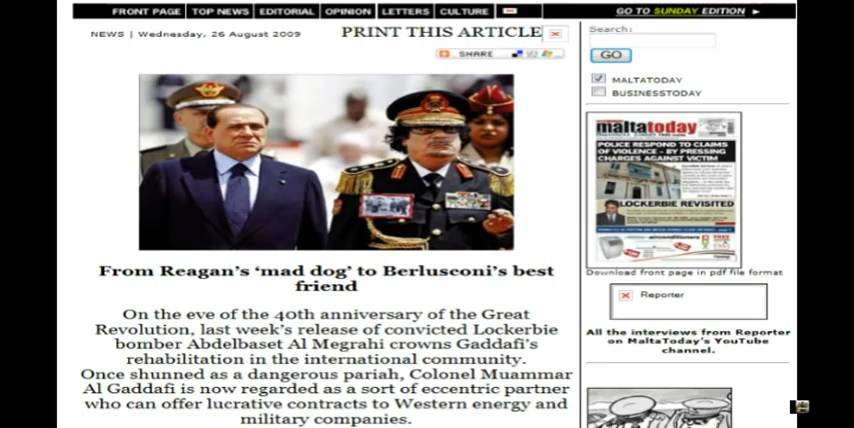 FRONT PAGE TOP NEWS EDITORIAL OPINION LETTERS CULTURE
GO TO SUNDAY EDITION
NEWS | Wednesday, 26 August 2009
PRINT THIS ARTICLE
SHARE
From Reagan's 'mad dog' to Berlusconi's best
friend
On the eve of the 40th anniversary of the Great
Revolution, last week's release of convicted Lockerbie
bomber Abdelbaset Al Megrahi crowns Gaddafi's
rehabilitation in the international community.
Once shunned as a dangerous pariah, Colonel Muammar
Al Gaddafi is now regarded as a sort of eccentric partner
who can offer lucrative contracts to Western energy and
military companies.
Search:
GO
MALTATODAY
BUSINESSTODAY
maltatoday
POLICE RESPOND TO CLAIMS
OF VIOLENCE - BY PRESSING
CHARGES AGAINST VICTIM
LOCKERBIE REVISITED
airconditioners
Download front page in pdf file format
Reporter
All the interviews from Reporter
on MaltaToday's YouTube
channel.